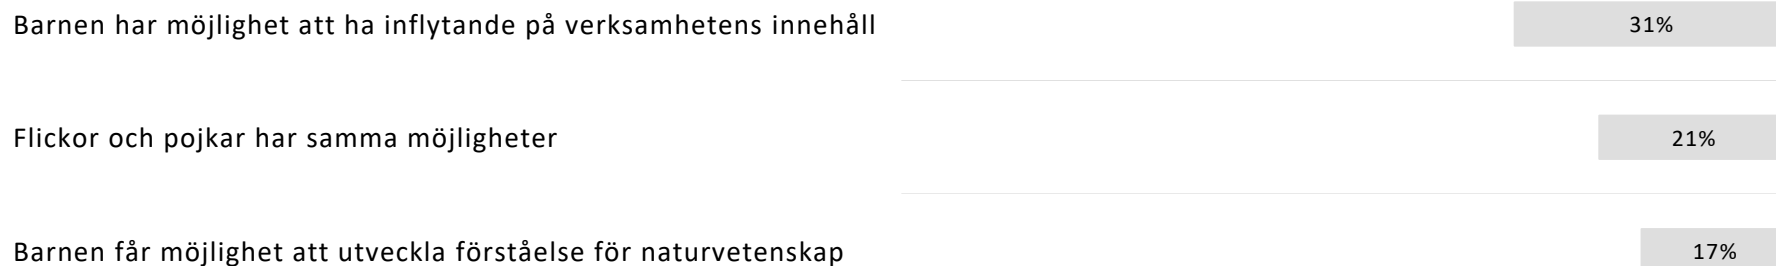 Barnen har möjlighet att ha inflytande på verksamhetens innehåll 31%
Flickor och pojkar har samma möjligheter 21%
Barnen får möjlighet att utveckla förståelse för naturvetenskap 17%